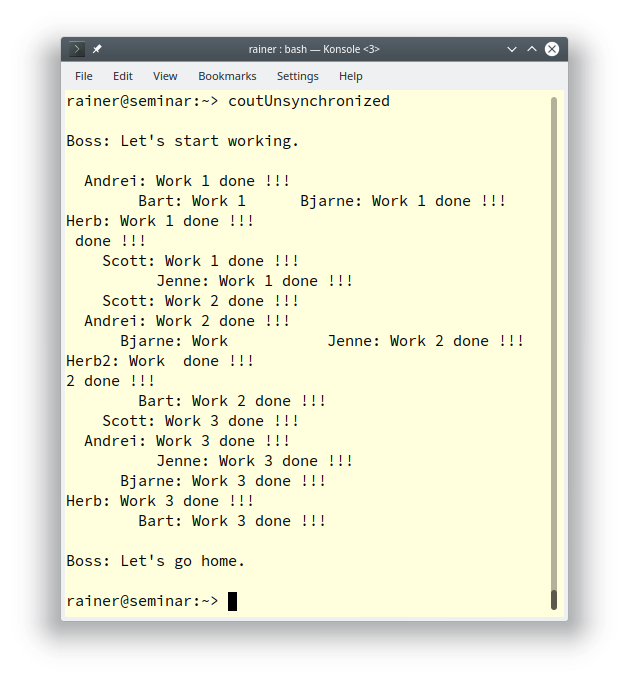 rainer : bash — Konsole <3>
File Edit View Bookmarks Settings Help
rainer@seminar:~> coutUnsynchronized
Boss: Let's start working.
Andrei: Work 1 done !!!
Bart: Work 1      Bjarne: Work 1 done !!!
Herb: Work 1 done !!!
done !!!
Scott: Work 1 done !!!
Jenne: Work 1 done !!!
Scott: Work 2 done !!!
Andrei: Work 2 done !!!
Bjarne: Work           Jenne: Work 2 done !!!
Herb2: Work  done !!!
2 done !!!
Bart: Work 2 done !!!
Scott: Work 3 done !!!
Andrei: Work 3 done !!!
Jenne: Work 3 done !!!
Bjarne: Work 3 done !!!
Herb: Work 3 done !!!
Bart: Work 3 done !!!
Boss: Let's go home.
rainer@seminar:~>